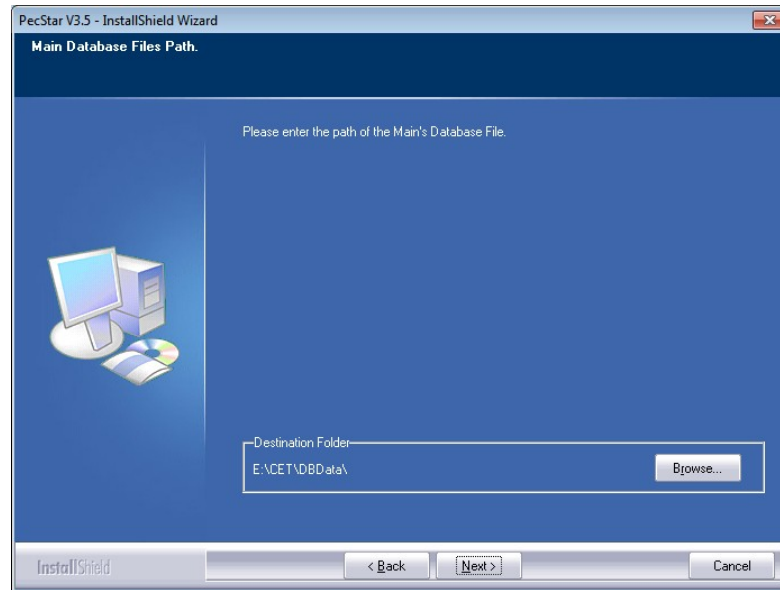 PecStar V3.5 - InstallShield Wizard
Main Database Files Path.
Please enter the path of the Main's Database File.
Destination Folder
E:\CET\DBData\
Browse...
InstallShield
< Back
Next >
Cancel